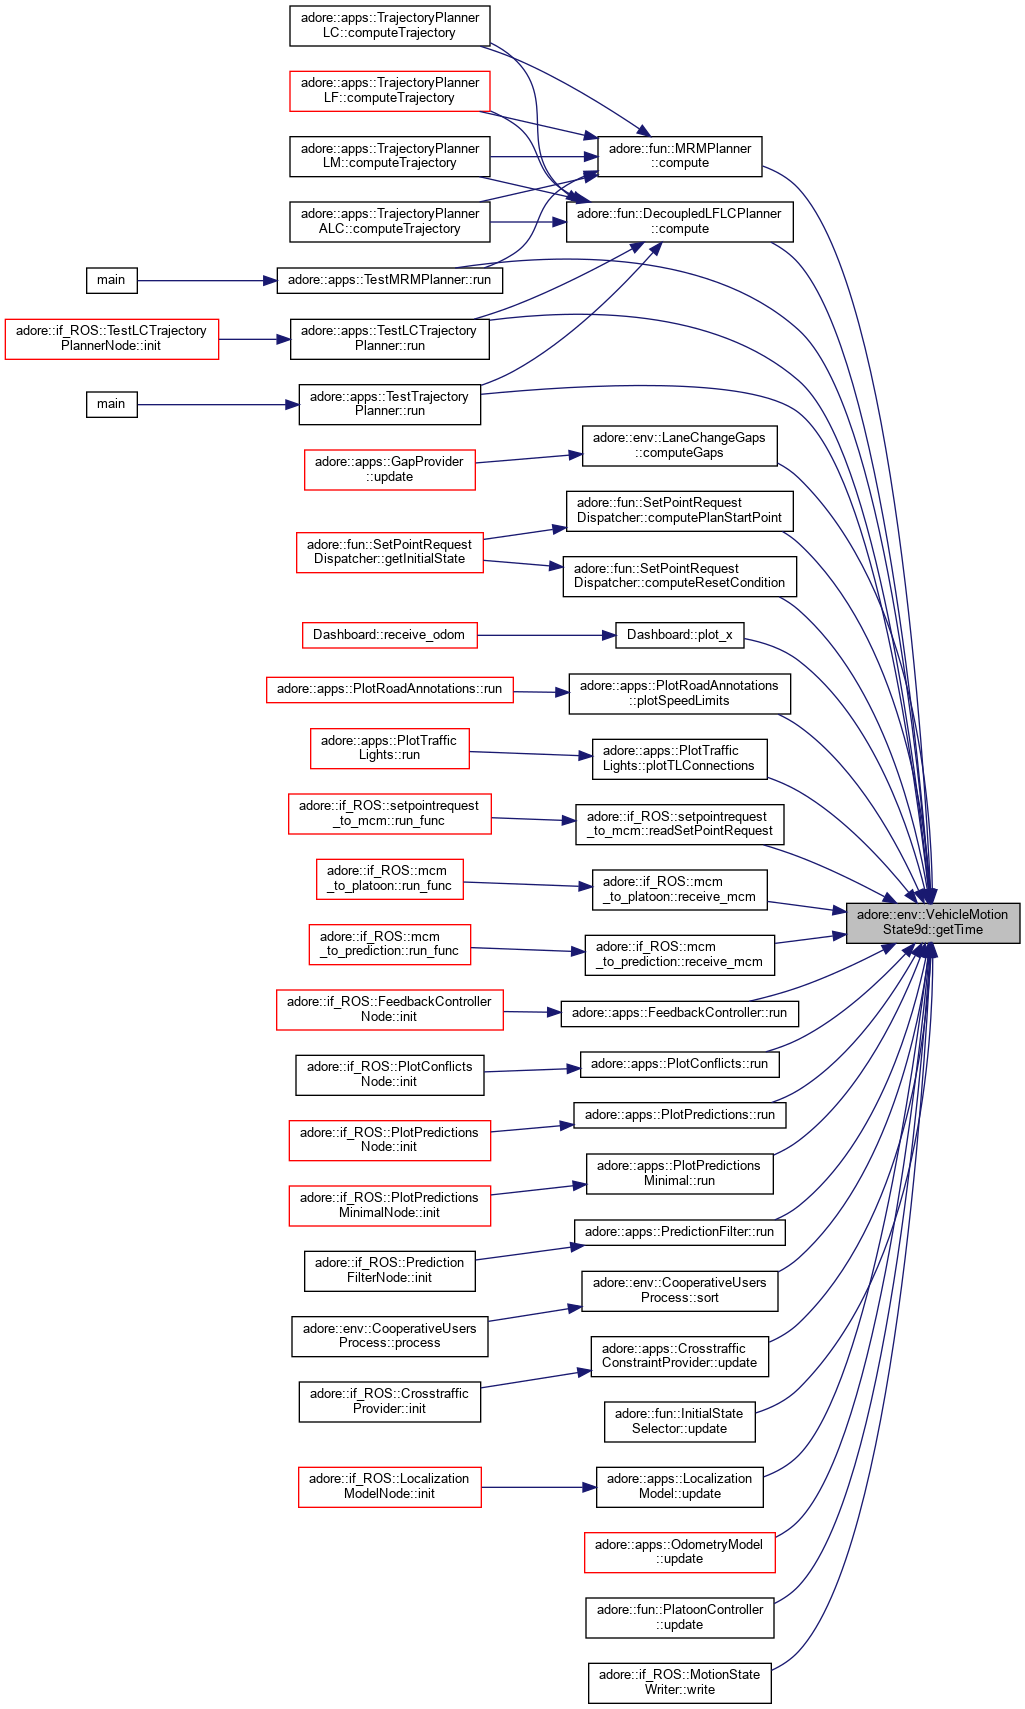 adore::apps::TrajectoryPlanner
LC::computeTrajectory
adore::apps::TrajectoryPlanner
LF::computeTrajectory
adore::apps::TrajectoryPlanner
LM::computeTrajectory
adore::apps::TrajectoryPlanner
ALC::computeTrajectory
adore::fun::MRMPlanner
::compute
adore::fun::DecoupledLFLCPlanner
::compute
main
adore::apps::TestMRMPlanner::run
adore::if_ROS::TestLCTrajectory
PlannerNode::init
adore::apps::TestLCTrajectory
Planner::run
main
adore::apps::TestTrajectory
Planner::run
adore::env::LaneChangeGaps
::computeGaps
adore::apps::GapProvider
::update
adore::fun::SetPointRequest
Dispatcher::computePlanStartPoint
adore::fun::SetPointRequest
Dispatcher::getInitialState
adore::fun::SetPointRequest
Dispatcher::computeResetCondition
Dashboard::receive_odom
Dashboard::plot_x
adore::apps::PlotRoadAnnotations::run
adore::apps::PlotRoadAnnotations
::plotSpeedLimits
adore::apps::PlotTraffic
Lights::run
adore::apps::PlotTraffic
Lights::plotTLConnections
adore::if_ROS::setpointrequest
_to_mcm::run_func
adore::if_ROS::setpointrequest
_to_mcm::readSetPointRequest
adore::if_ROS::mcm
_to_platoon::run_func
adore::if_ROS::mcm
_to_platoon::receive_mcm
adore::env::VehicleMotion
State9d::getTime
adore::if_ROS::mcm
_to_prediction::run_func
adore::if_ROS::mcm
_to_prediction::receive_mcm
adore::if_ROS::FeedbackController
Node::init
adore::apps::FeedbackController::run
adore::if_ROS::PlotConflicts
Node::init
adore::apps::PlotConflicts::run
adore::if_ROS::PlotPredictions
Node::init
adore::apps::PlotPredictions::run
adore::if_ROS::PlotPredictions
MinimalNode::init
adore::apps::PlotPredictions
Minimal::run
adore::if_ROS::Prediction
FilterNode::init
adore::apps::PredictionFilter::run
adore::env::CooperativeUsers
Process::process
adore::env::CooperativeUsers
Process::sort
adore::if_ROS::Crosstraffic
Provider::init
adore::apps::Crosstraffic
ConstraintProvider::update
adore::fun::InitialState
Selector::update
adore::if_ROS::Localization
ModelNode::init
adore::apps::Localization
Model::update
adore::apps::OdometryModel
::update
adore::fun::PlatoonController
::update
adore::if_ROS::MotionState
Writer::write